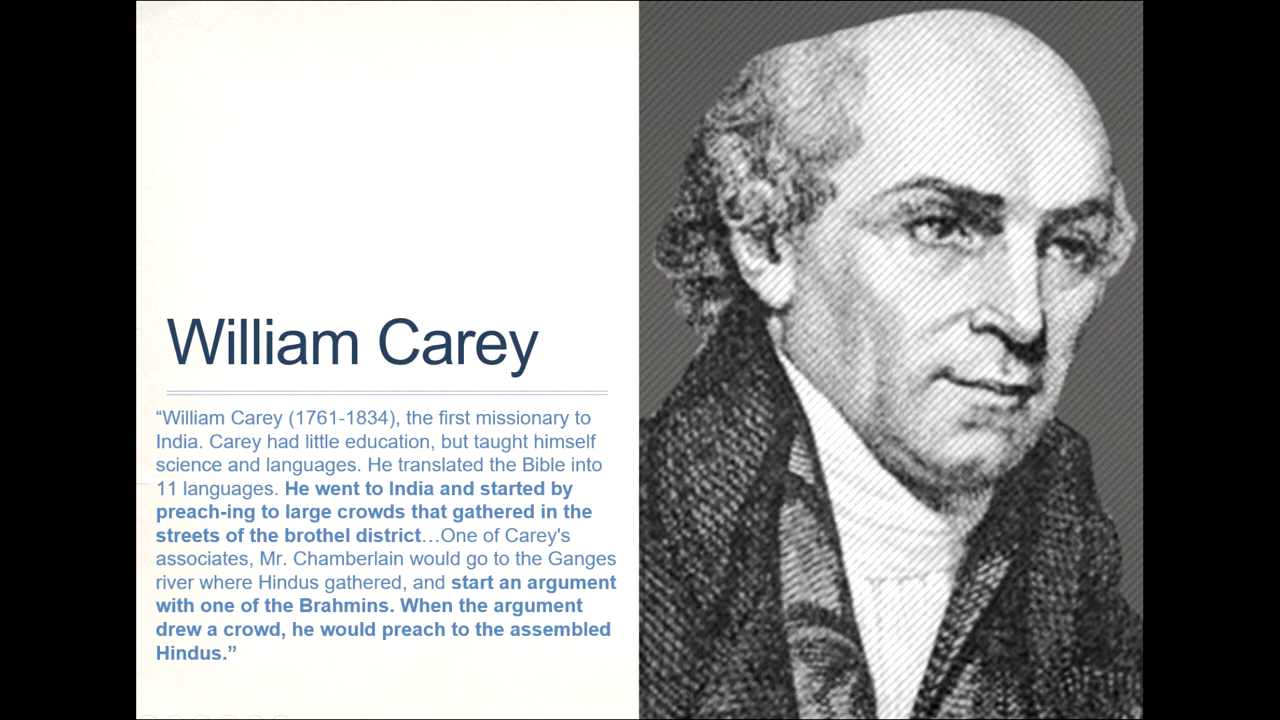 William Carey
“William Carey (1761-1834), the first missionary to
India. Carey had little education, but taught himself
science and languages. He translated the Bible into
11 languages. He went to India and started by
preach-ing to large crowds that gathered in the
streets of the brothel district…One of Carey's
associates, Mr. Chamberlain would go to the Ganges
river where Hindus gathered, and start an argument
with one of the Brahmins. When the argument
drew a crowd, he would preach to the assembled
Hindus.”